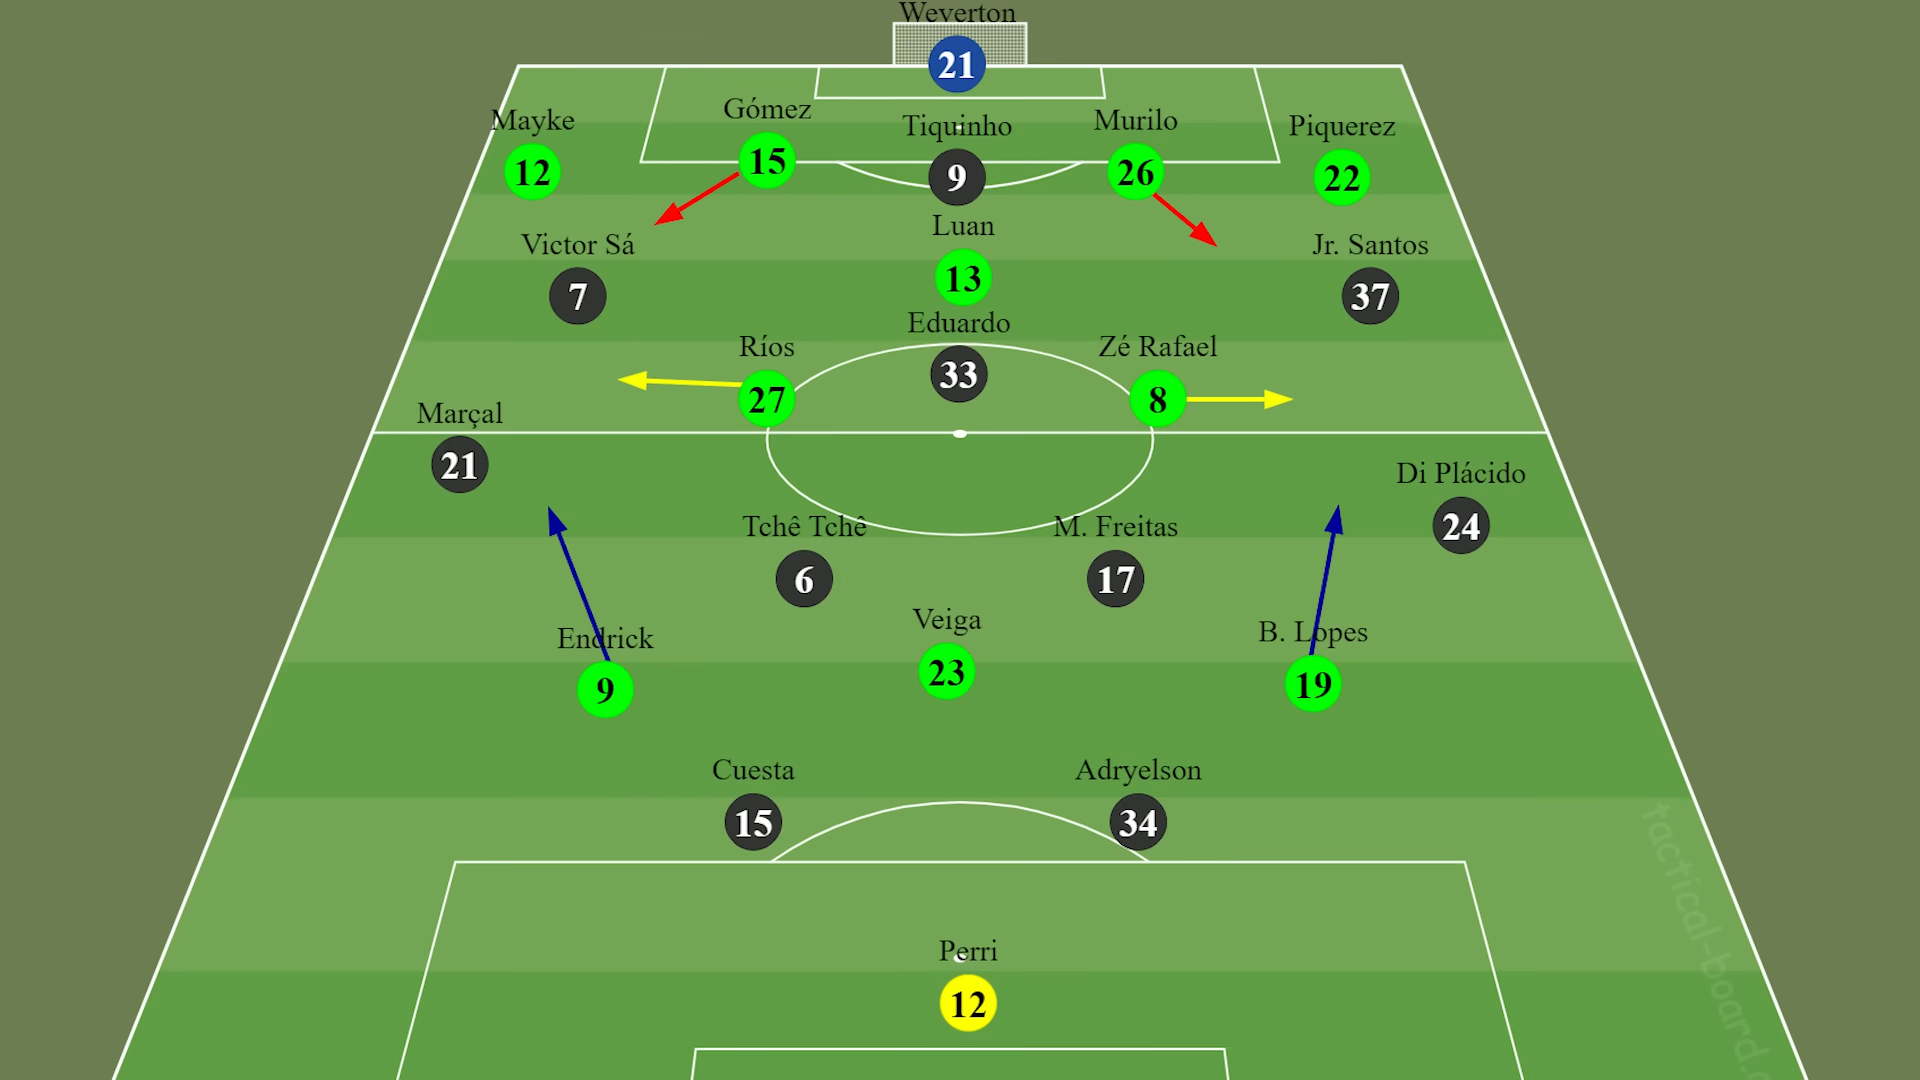 Weverton
21
Mayke
12
Gómez
15
Tiquinho
9
Murilo
26
Piquerez
22
Victor Sá
7
Luan
13
Jr. Santos
37
Ríos
27
Eduardo
33
Zé Rafael
8
Marçal
21
Di Plácido
24
Tchê Tchê
6
M. Freitas
17
Endrick
9
Veiga
23
B. Lopes
19
Cuesta
15
Adryelson
34
Perri
12
tactical-board.c